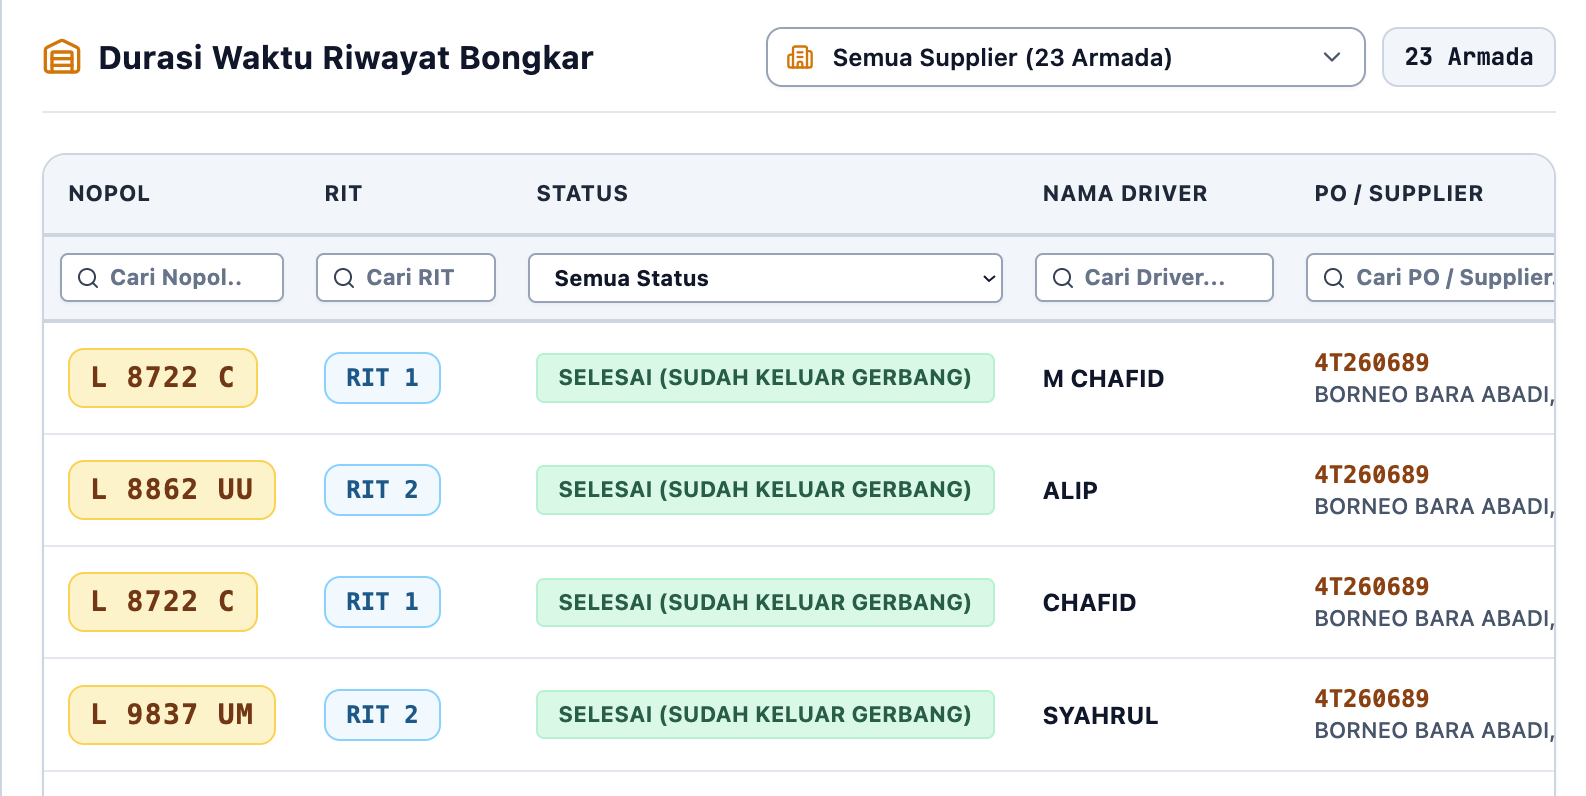 Durasi Waktu Riwayat Bongkar
Semua Supplier (23 Armada)
23 Armada
NOPOL RIT STATUS NAMA DRIVER PO / SUPPLIER
Cari Nopol.. Cari RIT Semua Status Cari Driver... Cari PO / Supplier.
L 8722 C RIT 1 SELESAI (SUDAH KELUAR GERBANG) M CHAFID 4T260689
BORNEO BARA ABADI,
L 8862 UU RIT 2 SELESAI (SUDAH KELUAR GERBANG) ALIP 4T260689
BORNEO BARA ABADI,
L 8722 C RIT 1 SELESAI (SUDAH KELUAR GERBANG) CHAFID 4T260689
BORNEO BARA ABADI,
L 9837 UM RIT 2 SELESAI (SUDAH KELUAR GERBANG) SYAHRUL 4T260689
BORNEO BARA ABADI,